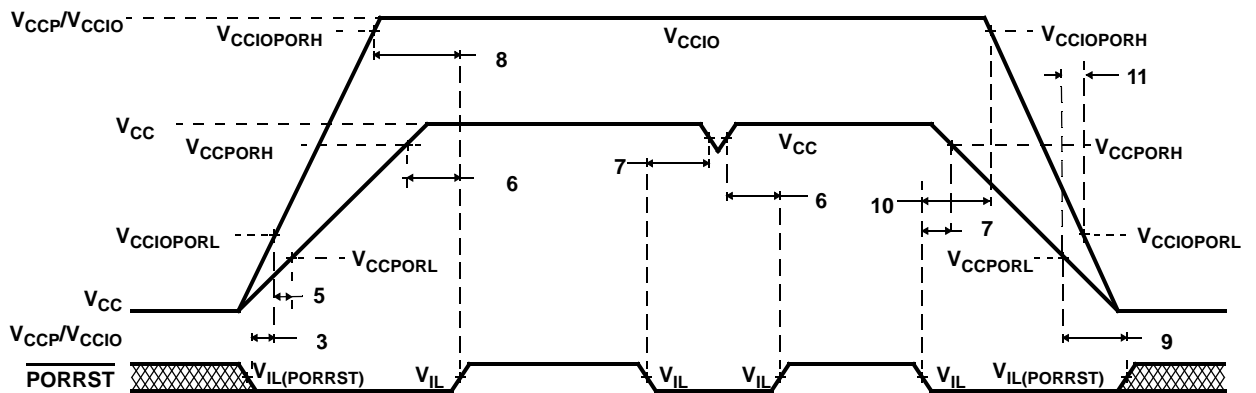 VCCP/VCCIO
VCCIOPORH
VCCIO
VCCIOPORH
8
11
VCC
VCCPORH
VCC
VCCPORH
7
6
6
10
7
VCCIOPORL
VCCIOPORL
VCCPORL
VCCPORL
VCC
5
VCCP/VCCIO
3
9
PORRST
VIL(PORRST)
VIL
VIL
VIL
VIL
VIL(PORRST)